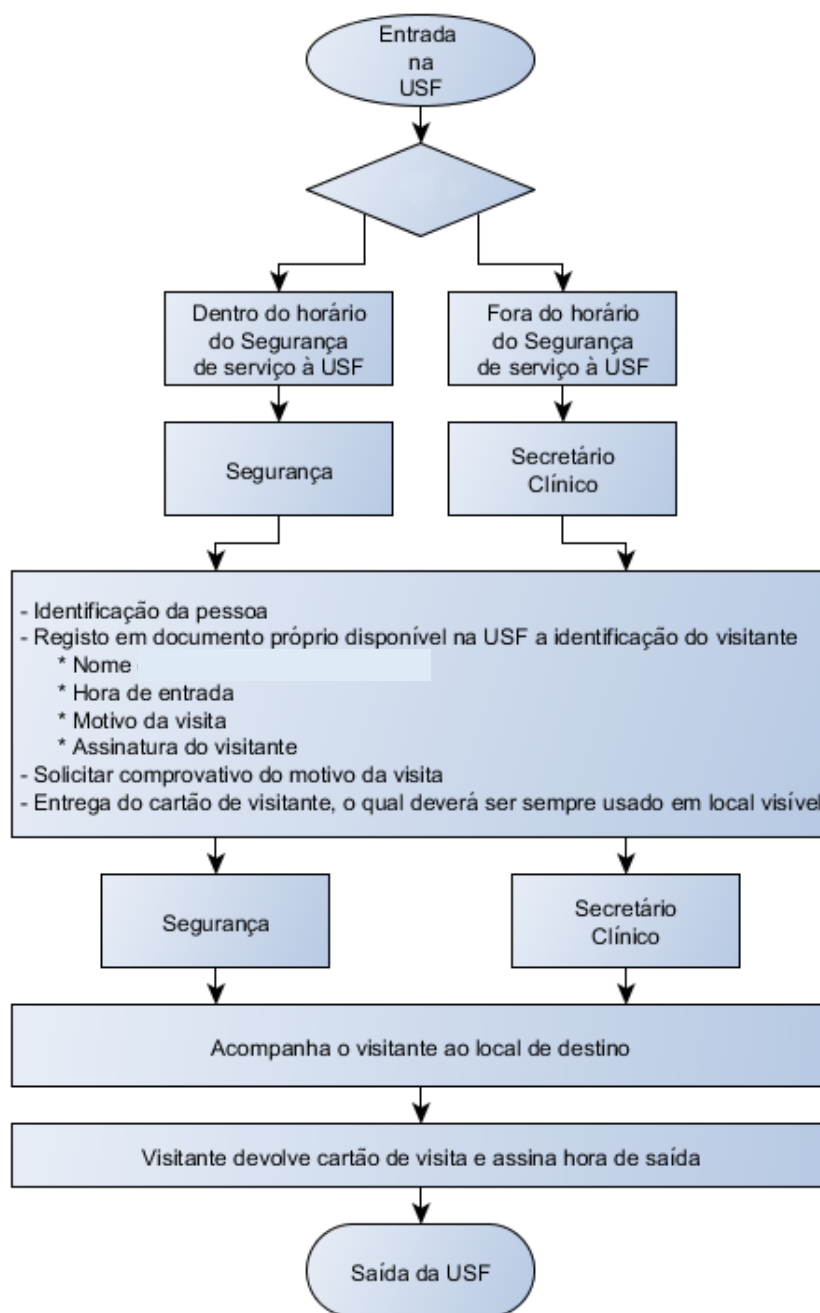 Entrada
na
USF
Dentro do horário
do Segurança
de serviço à USF
Fora do horário
do Segurança
de serviço à USF
Segurança
Secretário
Clínico
- Identificação da pessoa
- Registo em documento próprio disponível na USF a identificação do visitante
* Nome
* Hora de entrada
* Motivo da visita
* Assinatura do visitante
- Solicitar comprovativo do motivo da visita
- Entrega do cartão de visitante, o qual deverá ser sempre usado em local visível
Segurança
Secretário
Clínico
Acompanha o visitante ao local de destino
Visitante devolve cartão de visita e assina hora de saída
Saída da USF